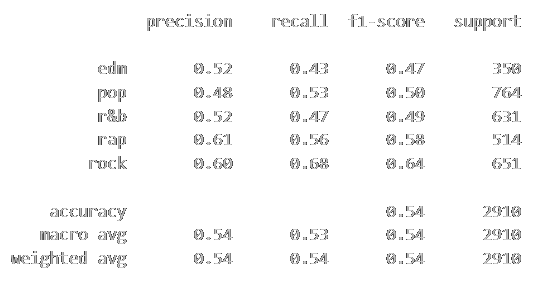 precision recall f1-score support
edm 0.52 0.43 0.47 350
pop 0.48 0.53 0.50 764
r&b 0.52 0.47 0.49 631
rap 0.61 0.56 0.58 514
rock 0.60 0.68 0.64 651
accuracy 0.54 2910
macro avg 0.54 0.53 0.54 2910
weighted avg 0.54 0.54 0.54 2910